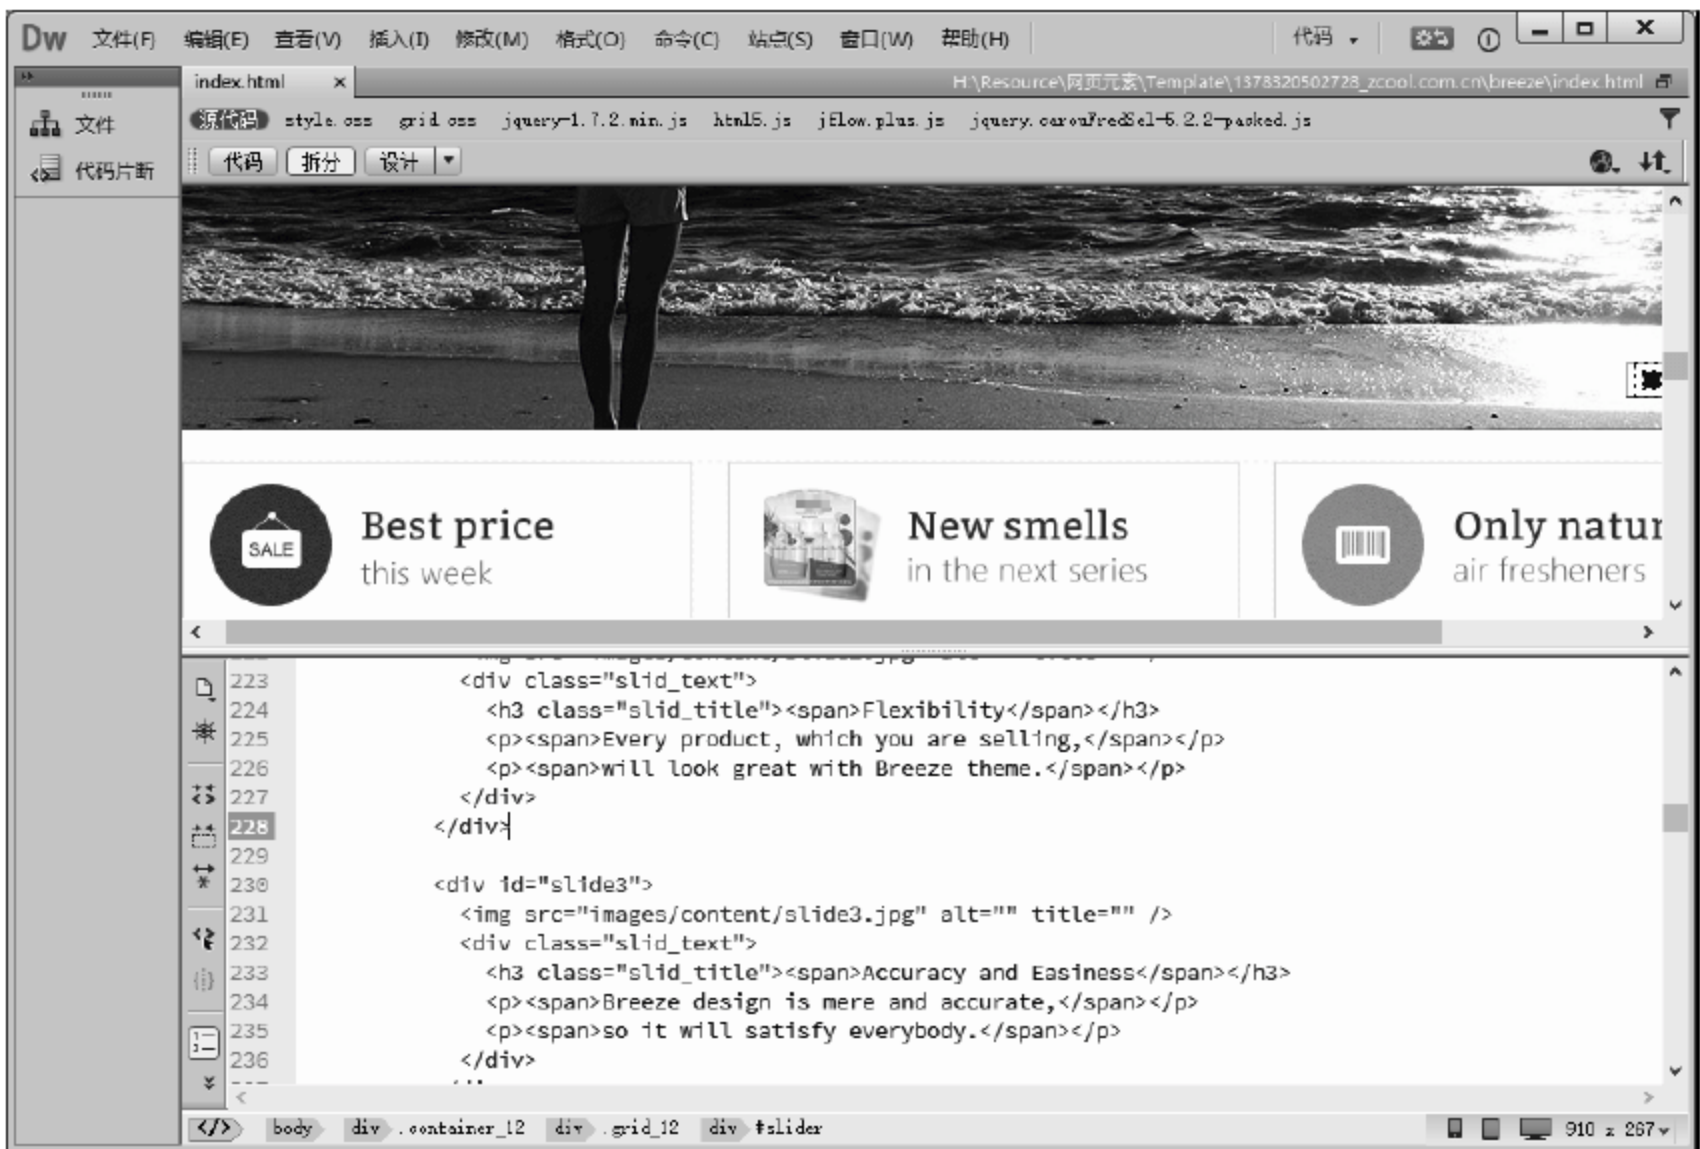 Dw 文件(F) 编辑(E) 查看(V) 插入(I) 修改(M) 格式(O) 命令(C) 站点(S) 窗口(W) 帮助(H) 代码
index.html × H:\Resource\网页元素\Template\1378320502728_zcool.com.cn\breeze\index.html
文件
代码片断
源代码 style.css grid.css jquery-1.7.2.min.js html5.js jflow.plus.js jquery.carouFredSel-5.2.2-packed.js
代码 拆分 设计
SALE
Best price
this week
New smells
in the next series
Only natur
air fresheners
223 <div class="slid_text">
224 <h3 class="slid_title"><span>Flexibility</span></h3>
225 <p><span>Every product, which you are selling,</span></p>
226 <p><span>will look great with Breeze theme.</span></p>
227 </div>
228 </div>
229
230 <div id="slide3">
231 <img src="images/content/slide3.jpg" alt="" title="" />
232 <div class="slid_text">
233 <h3 class="slid_title"><span>Accuracy and Easiness</span></h3>
234 <p><span>Breeze design is mere and accurate,</span></p>
235 <p><span>so it will satisfy everybody.</span></p>
236 </div>
</> body div .container_12 div .grid_12 div #slider 910 x 267